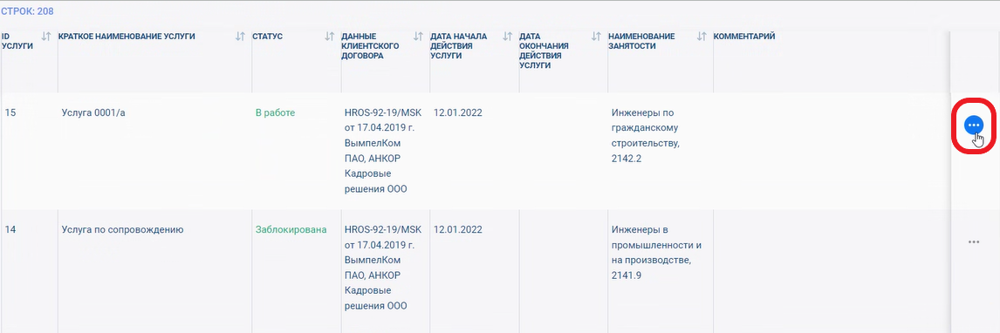 СТРОК: 208
ID УСЛУГИ
КРАТКОЕ НАИМЕНОВАНИЕ УСЛУГИ
СТАТУС
ДАННЫЕ
КЛИЕНТСКОГО
ДОГОВОРА
ДАТА НАЧАЛА
ДЕЙСТВИЯ
УСЛУГИ
ДАТА
ОКОНЧАНИЯ
ДЕЙСТВИЯ
УСЛУГИ
НАИМЕНОВАНИЕ
ЗАНЯТОСТИ
КОММЕНТАРИЙ
15
Услуга 0001/a
В работе
HROS-92-19/MSK
от 17.04.2019 г.
ВымпелКом
ПАО, АНКОР
Кадровые
решения ООО
12.01.2022
Инженеры по
гражданскому
строительству,
2142.2
14
Услуга по сопровождению
Заблокирована
HROS-92-19/MSK
от 17.04.2019 г.
ВымпелКом
ПАО, АНКОР
Кадровые
решения ООО
12.01.2022
Инженеры в
промышленности и
на производстве,
2141.9